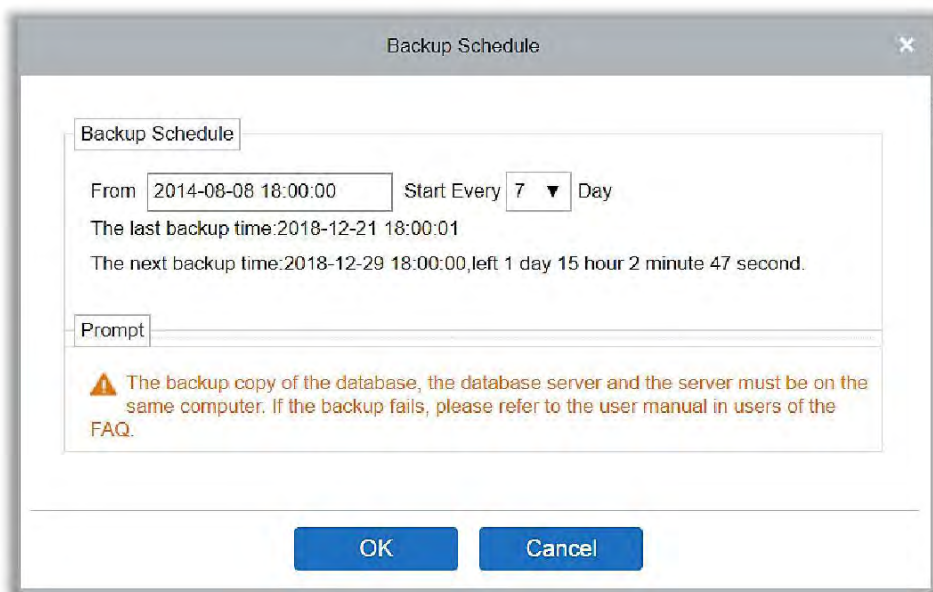 Backup Schedule
Backup Schedule
From 2014-08-08 18:00:00 Start Every 7 Day
The last backup time:2018-12-21 18:00:01
The next backup time:2018-12-29 18:00:00,left 1 day 15 hour 2 minute 47 second.
Prompt
The backup copy of the database, the database server and the server must be on the
same computer. If the backup fails, please refer to the user manual in users of the
FAQ.
OK Cancel